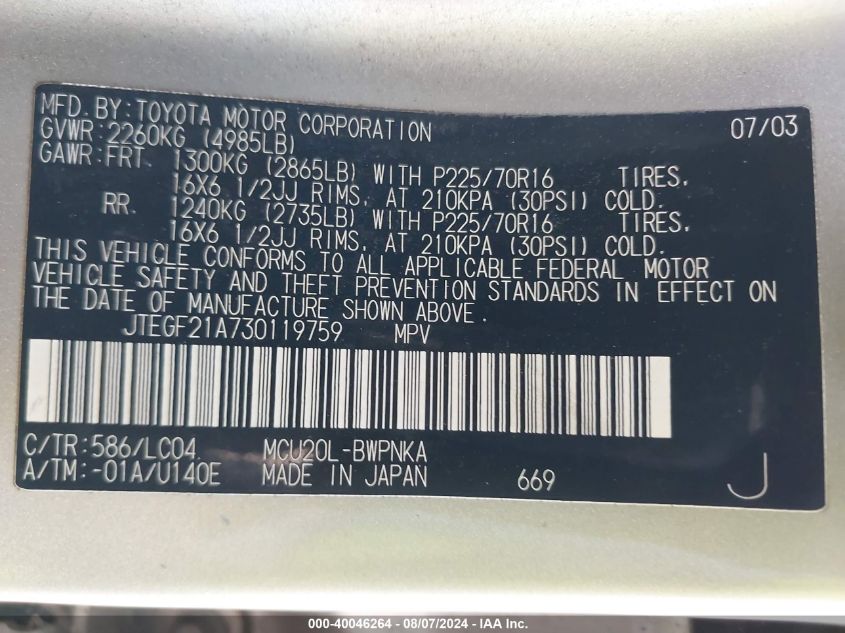 MFD. BY: TOYOTA MOTOR CORPORATION 07/03
GVWR: 2260KG (4985LB)
GAWR: FRT. 1300KG (2865LB) WITH P225/70R16 TIRES,
16X6 1/2JJ RIMS, AT 210KPA (30PSI) COLD.
RR. 1240KG (2735LB) WITH P225/70R16 TIRES,
16X6 1/2JJ RIMS, AT 210KPA (30PSI) COLD.
THIS VEHICLE CONFORMS TO ALL APPLICABLE FEDERAL MOTOR
VEHICLE SAFETY AND THEFT PREVENTION STANDARDS IN EFFECT ON
THE DATE OF MANUFACTURE SHOWN ABOVE.
JTEGF21A730119759 MPV
C/TR: 586/LC04 MCU20L-BWPNKA
A/TM: -01A/U140E MADE IN JAPAN 669 J
000-40046264 - 08/07/2024 - IAA Inc.